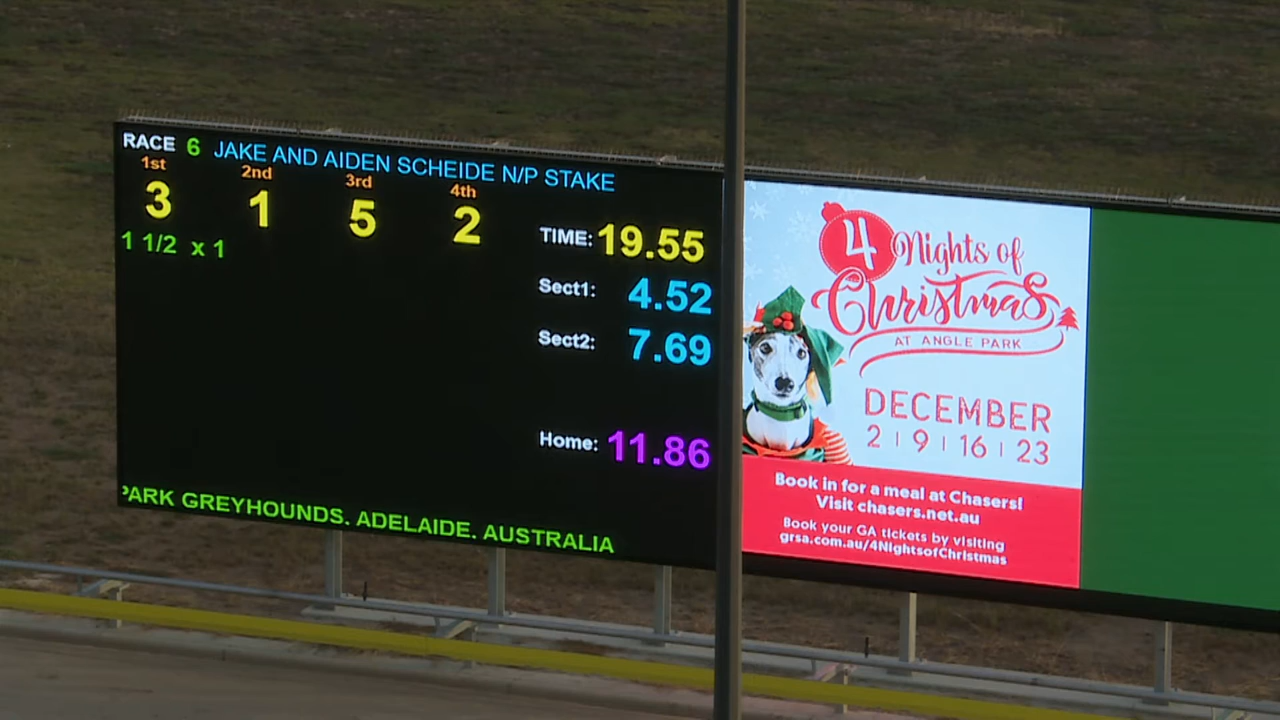 RACE 6 JAKE AND AIDEN SCHEIDE N/P STAKE
1st 2nd 3rd 4th
3 1 5 2
1 1/2 x 1
TIME: 19.55
Sect1: 4.52
Sect2: 7.69
Home: 11.86
PARK GREYHOUNDS. ADELAIDE. AUSTRALIA
4 Nights of
Christmas
AT ANGLE PARK
DECEMBER
2 | 9 | 16 | 23
Book in for a meal at Chasers!
Visit chasers.net.au
Book your GA tickets by visiting
grsa.com.au/4NightsofChristmas